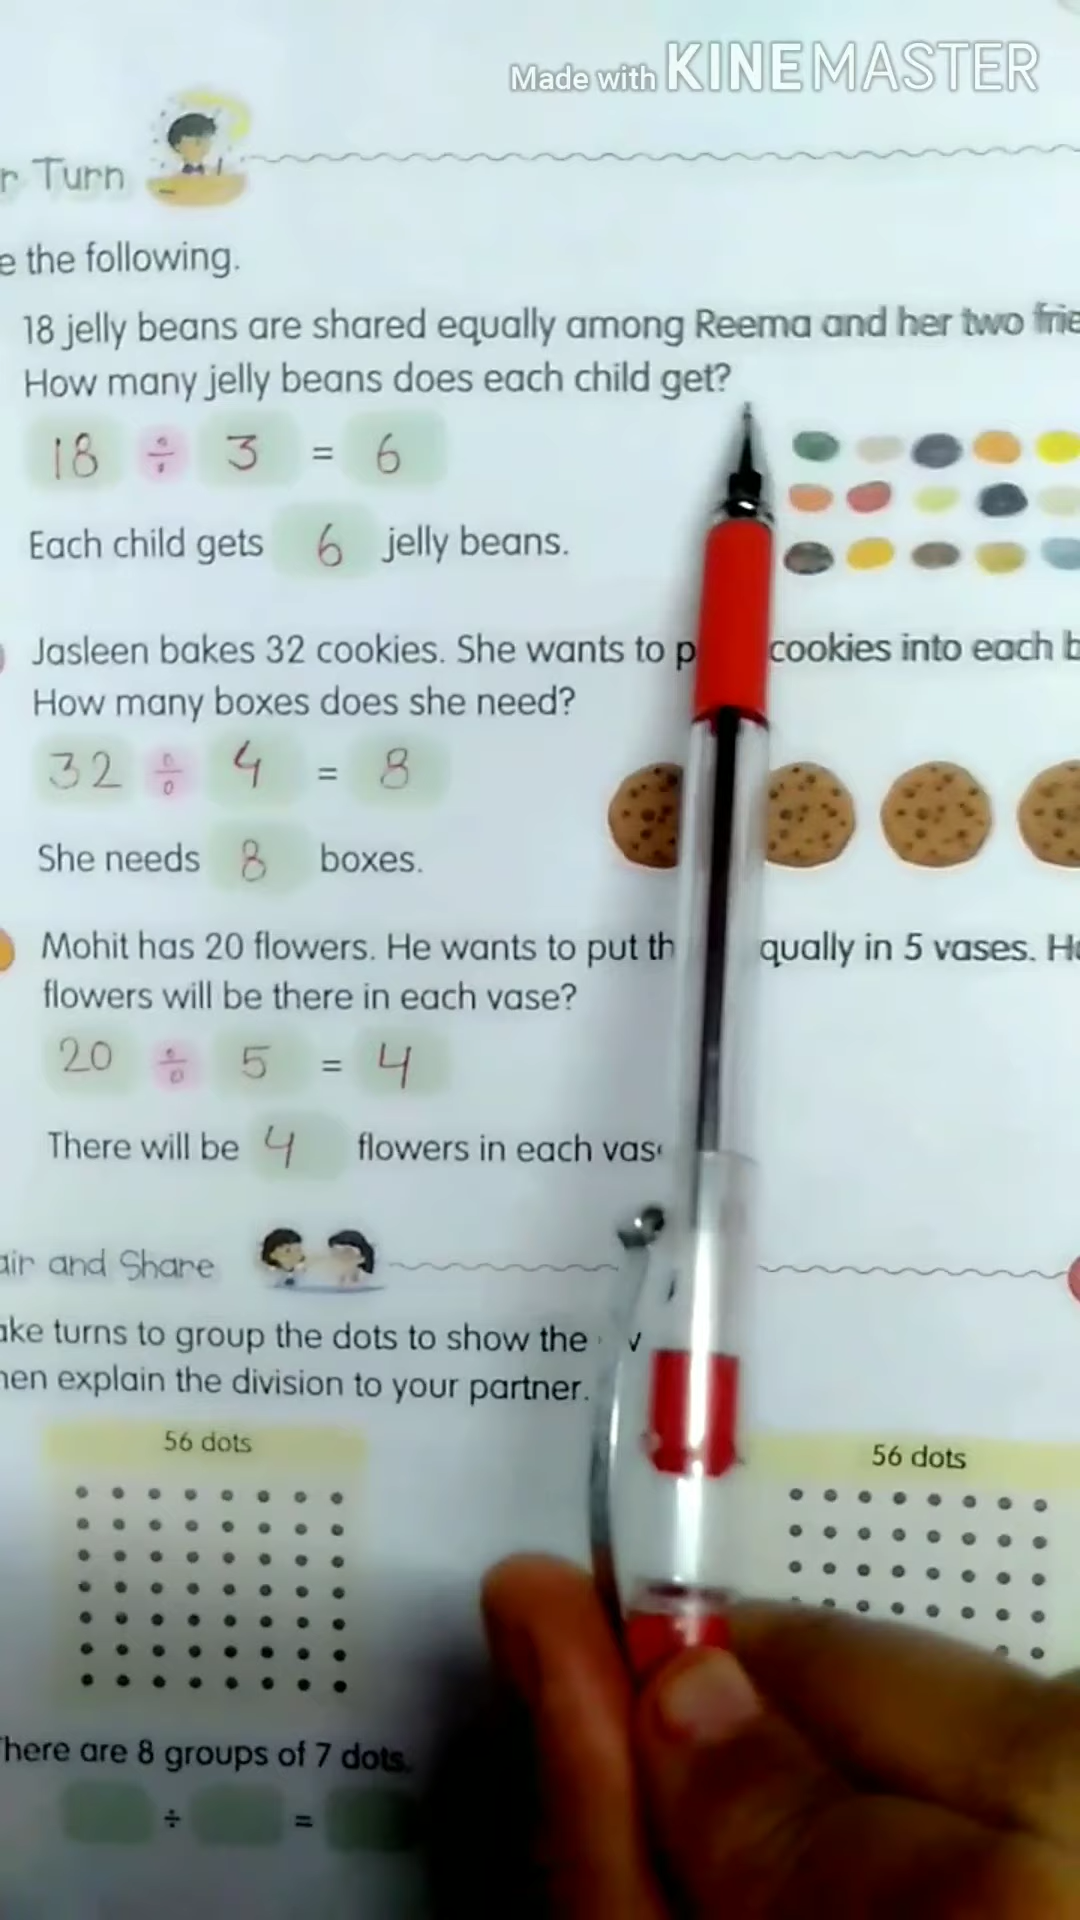 Made with KINEMASTER
r Turn
e the following.
18 jelly beans are shared equally among Reema and her two frie
How many jelly beans does each child get?
18 ÷ 3 = 6
Each child gets 6 jelly beans.
Jasleen bakes 32 cookies. She wants to p cookies into each b
How many boxes does she need?
32 ÷ 4 = 8
She needs 8 boxes.
Mohit has 20 flowers. He wants to put th qually in 5 vases. Ho
flowers will be there in each vase?
20 ÷ 5 = 4
There will be 4 flowers in each vas
air and Share
ake turns to group the dots to show the
hen explain the division to your partner.
56 dots
56 dots
There are 8 groups of 7 dots.
÷ =